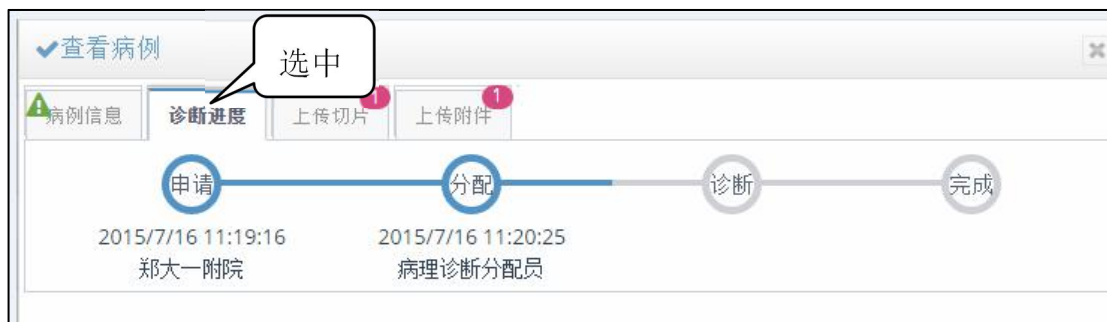 查看病例
选中
病例信息 诊断进度 上传切片 1 上传附件 1
申请 分配 诊断 完成
2015/7/16 11:19:16 2015/7/16 11:20:25
郑大一附院 病理诊断分配员